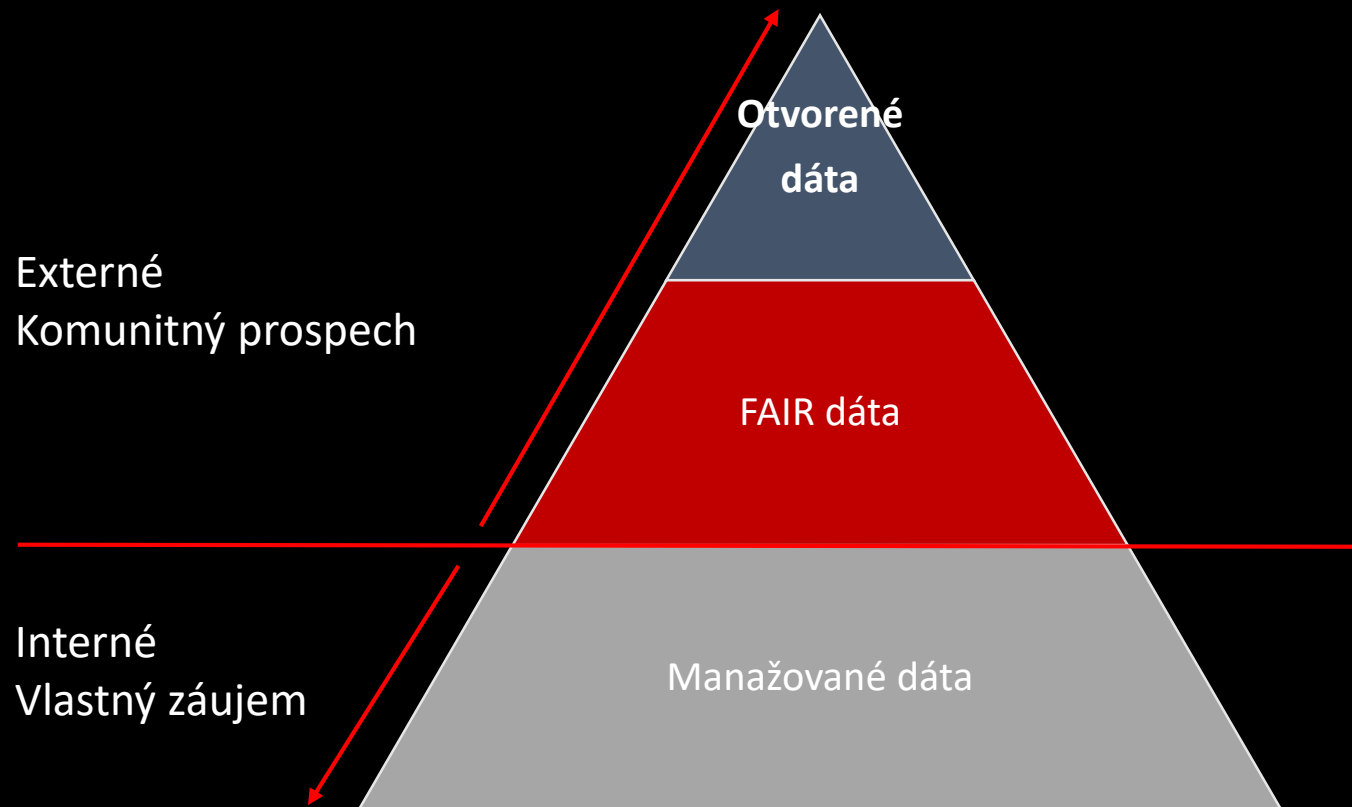 Otvorené
dáta
Externé
Komunitný prospech
FAIR dáta
Interné
Vlastný záujem
Manažované dáta